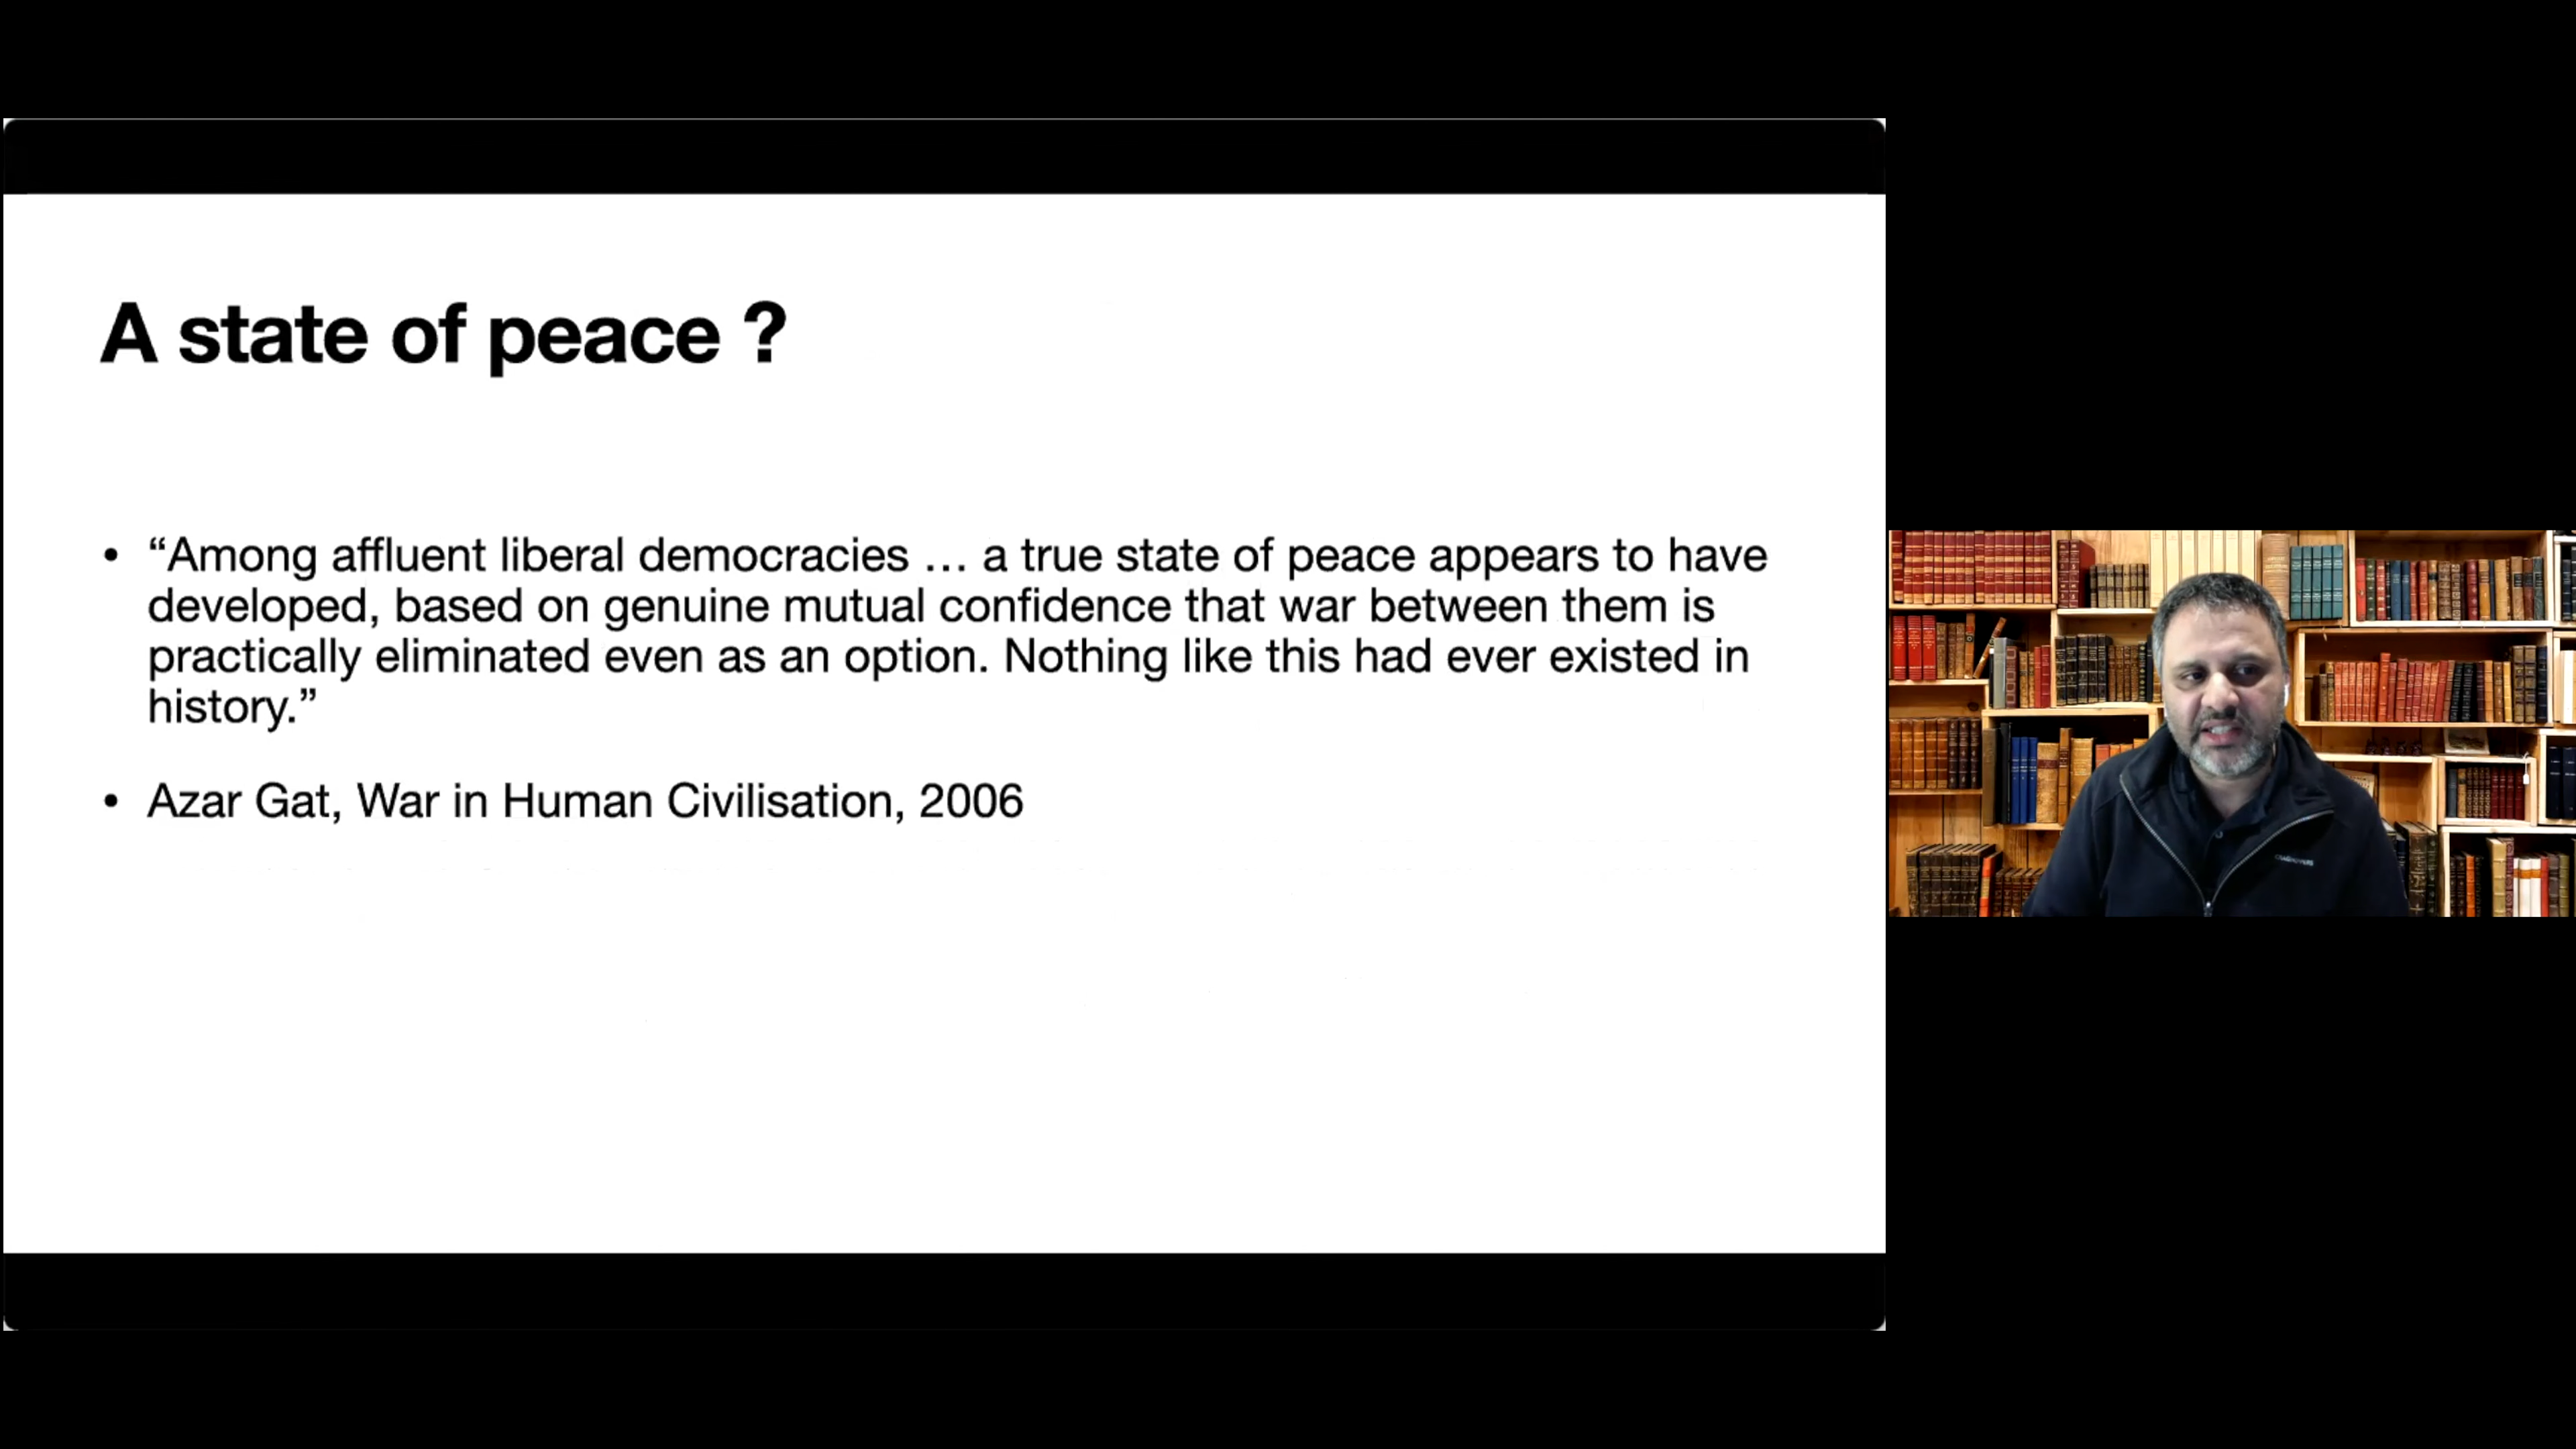 A state of peace ?
• “Among affluent liberal democracies … a true state of peace appears to have
developed, based on genuine mutual confidence that war between them is
practically eliminated even as an option. Nothing like this had ever existed in
history.”
• Azar Gat, War in Human Civilisation, 2006